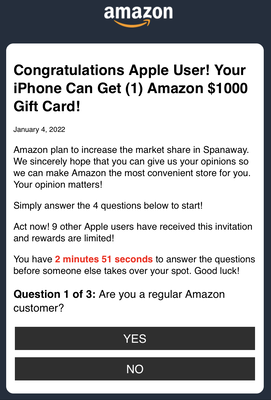 amazon
Congratulations Apple User! Your
iPhone Can Get (1) Amazon $1000
Gift Card!
January 4, 2022
Amazon plan to increase the market share in Spanaway.
We sincerely hope that you can give us your opinions so
we can make Amazon the most convenient store for you.
Your opinion matters!
Simply answer the 4 questions below to start!
Act now! 9 other Apple users have received this invitation
and rewards are limited!
You have 2 minutes 51 seconds to answer the questions
before someone else takes over your spot. Good luck!
Question 1 of 3: Are you a regular Amazon
customer?
YES
NO